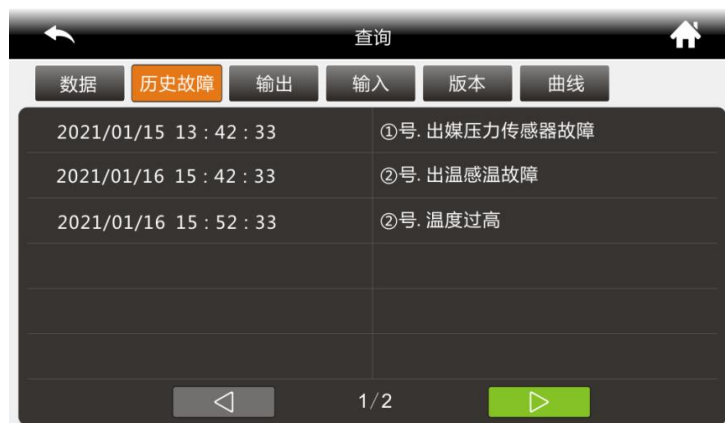 查询
数据 历史故障 输出 输入 版本 曲线
2021/01/15 13 : 42 : 33 ①号. 出媒压力传感器故障
2021/01/16 15 : 42 : 33 ②号. 出温感温故障
2021/01/16 15 : 52 : 33 ②号. 温度过高
1/2